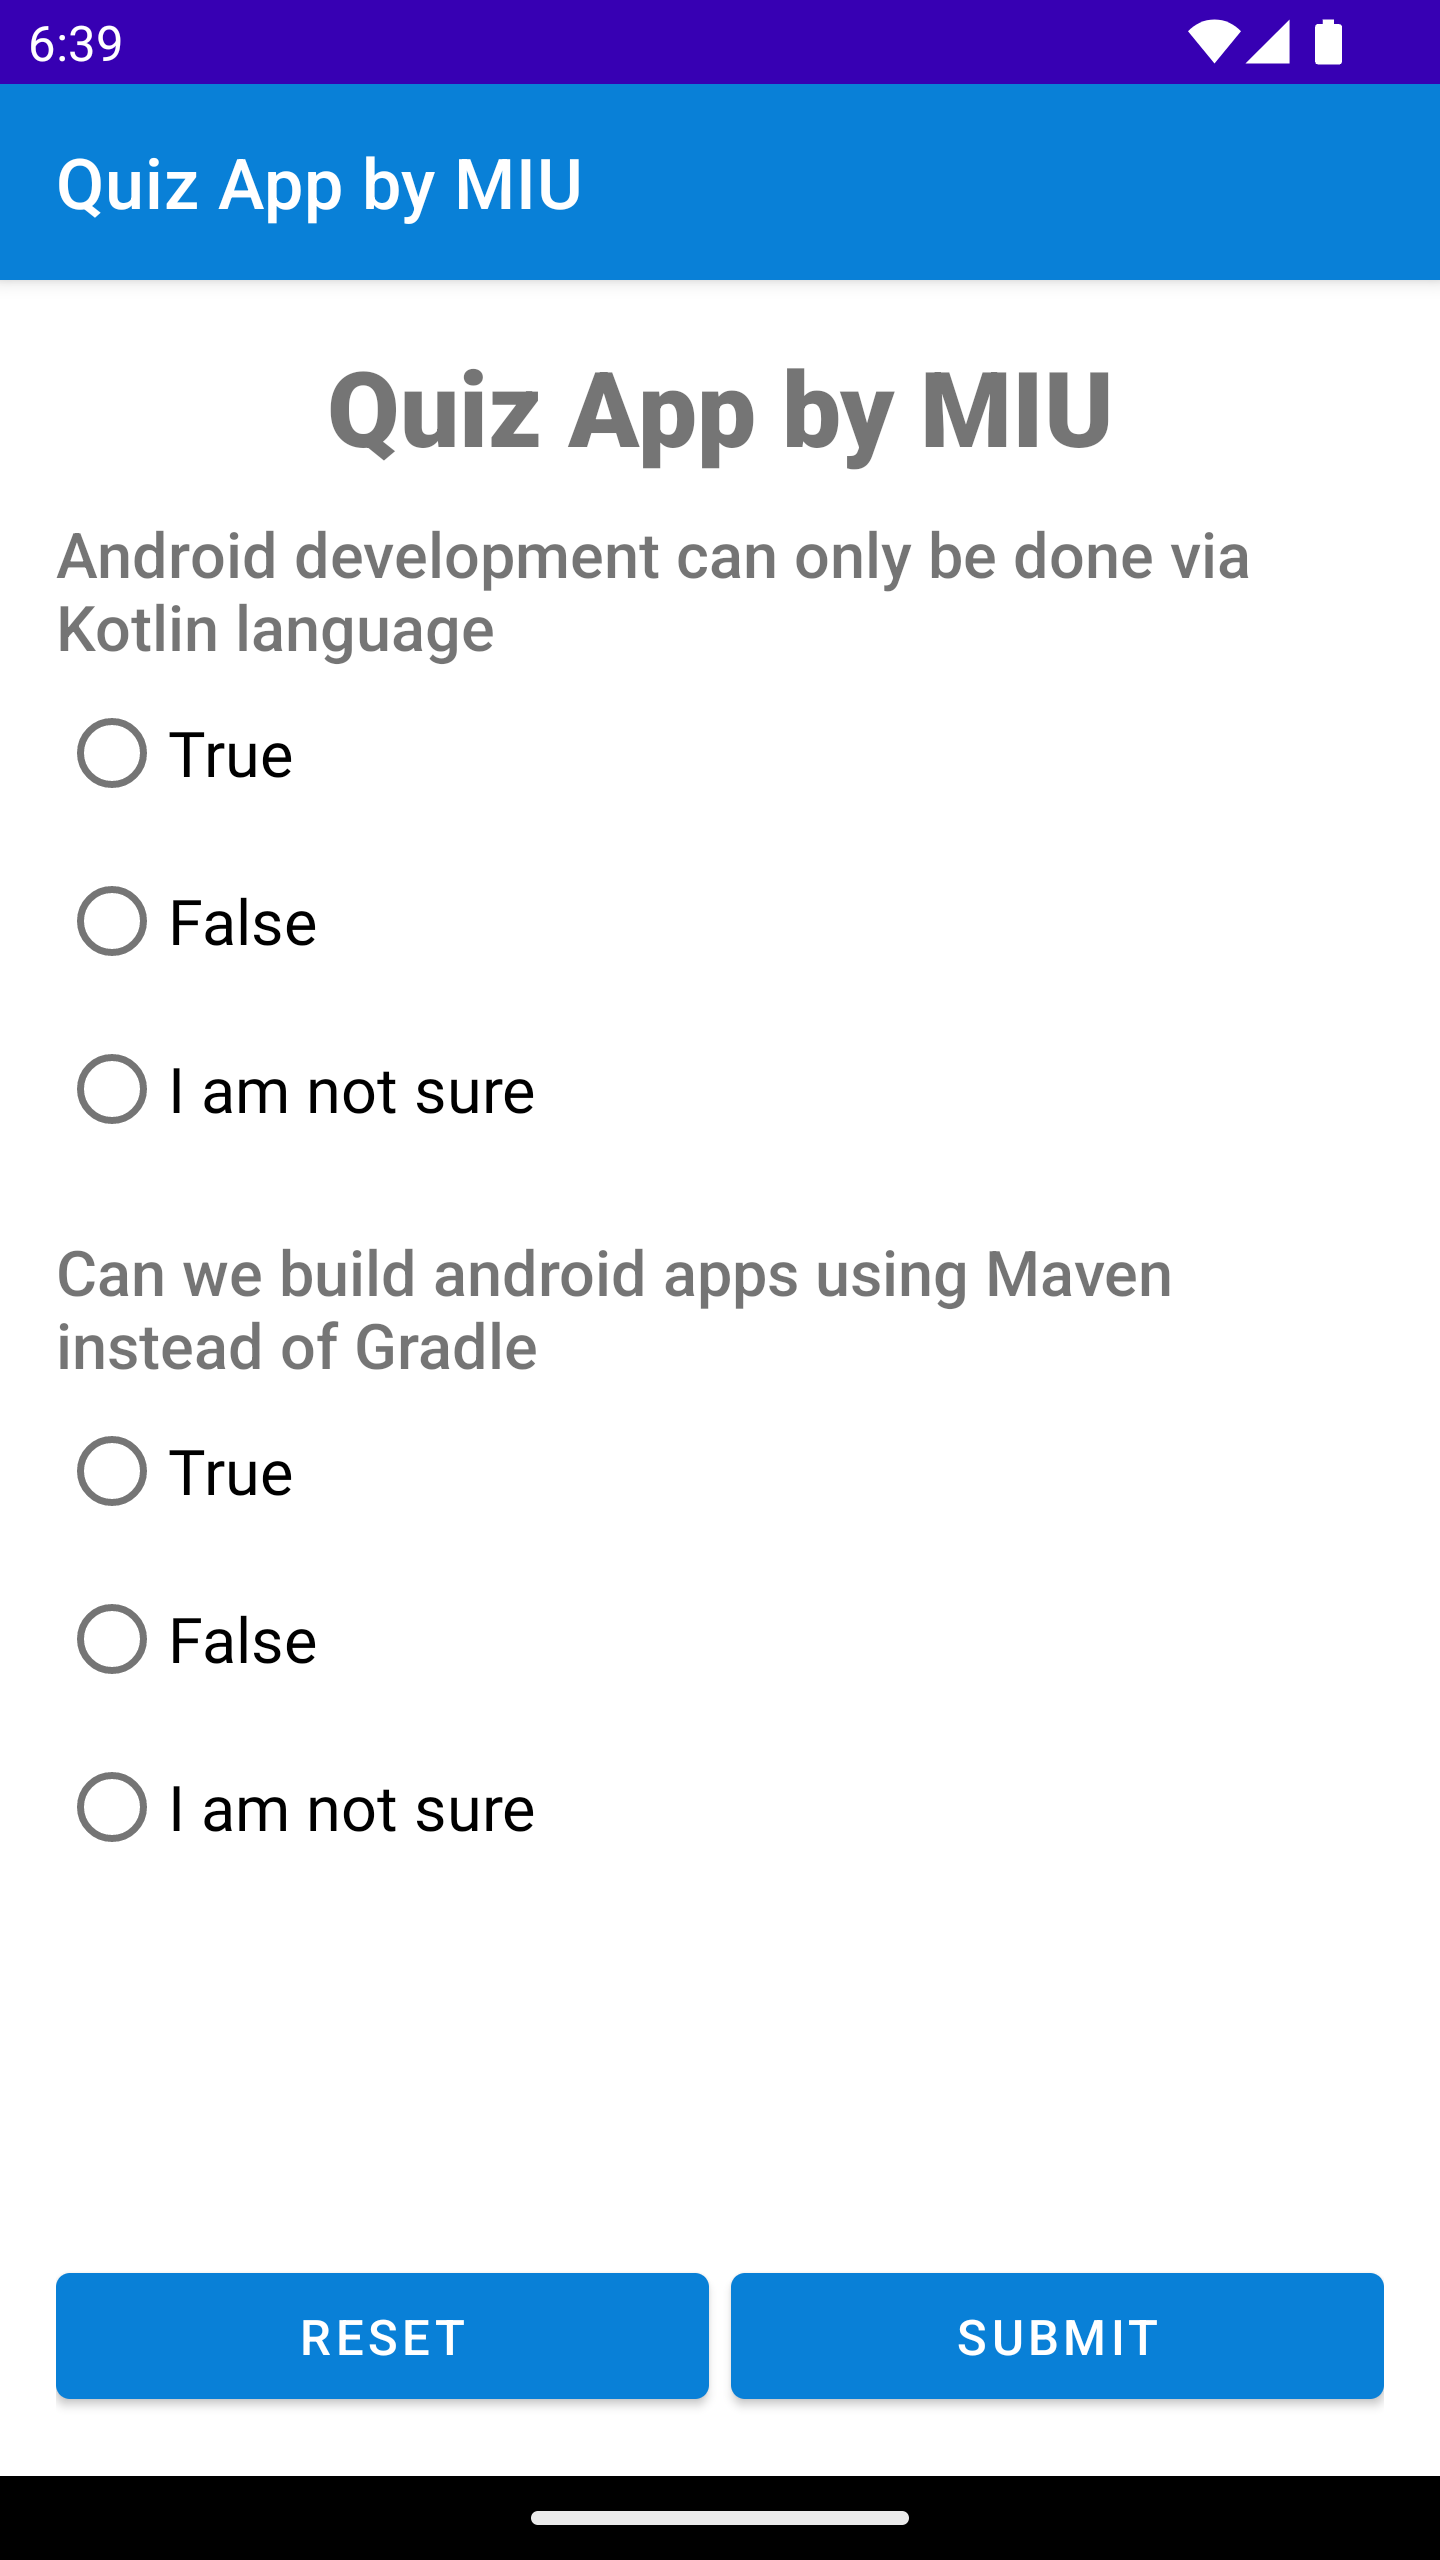 6:39
Quiz App by MIU
Quiz App by MIU
Android development can only be done via
Kotlin language
True
False
I am not sure
Can we build android apps using Maven
instead of Gradle
True
False
I am not sure
RESET
SUBMIT